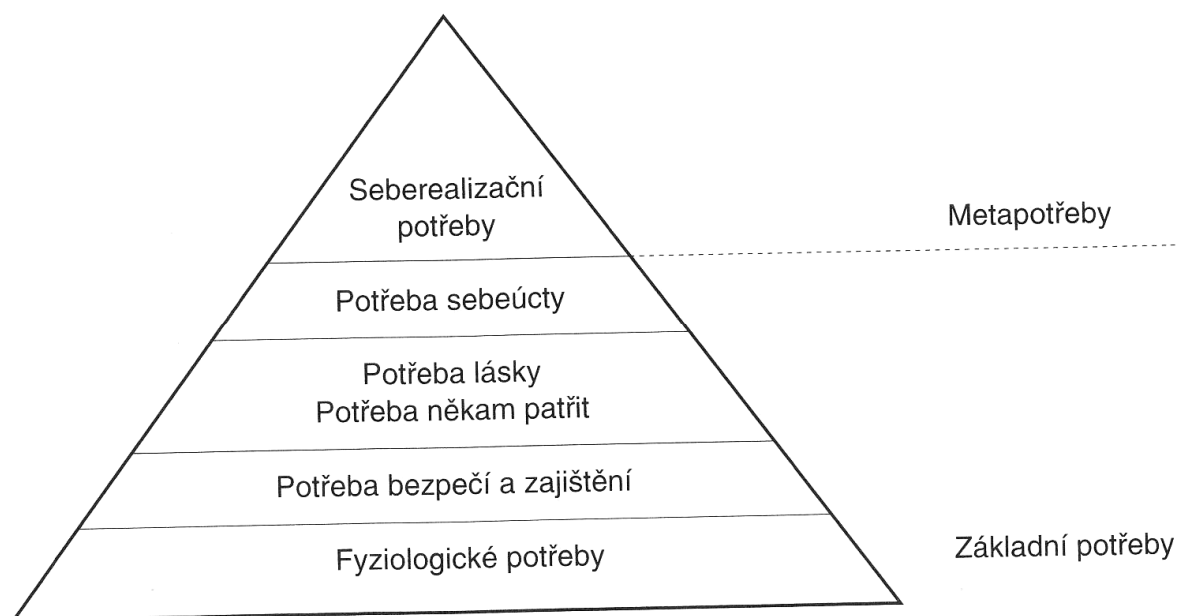 Seberealizační
potřeby
Metapotřeby
Potřeba sebeúcty
Potřeba lásky
Potřeba někam patřit
Potřeba bezpečí a zajištění
Fyziologické potřeby
Základní potřeby